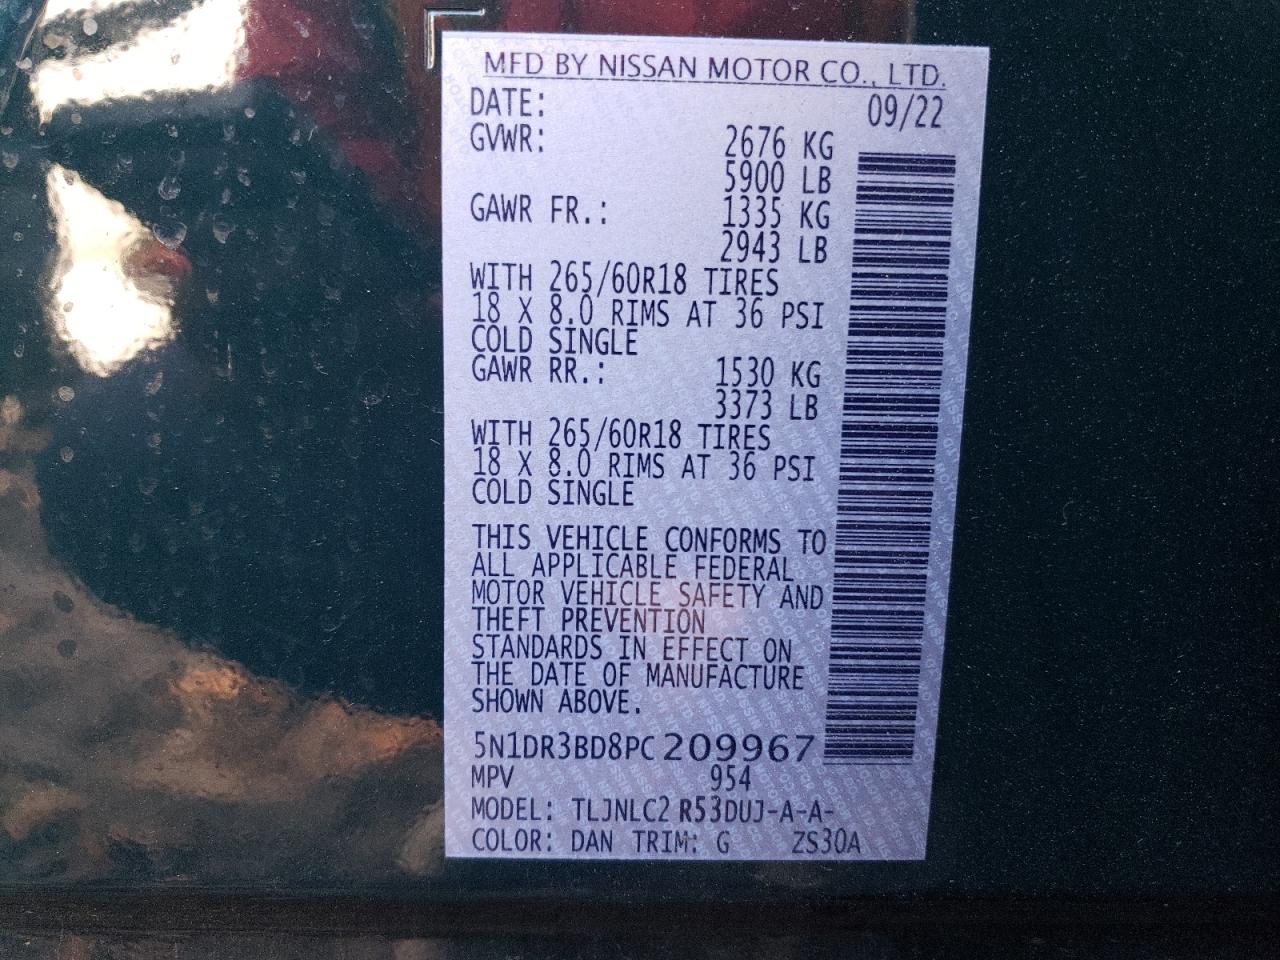 MFD BY NISSAN MOTOR CO., LTD.
DATE: 09/22
GVWR: 2676 KG
5900 LB
GAWR FR.: 1335 KG
2943 LB
WITH 265/60R18 TIRES
18 X 8.0 RIMS AT 36 PSI
COLD SINGLE
GAWR RR.: 1530 KG
3373 LB
WITH 265/60R18 TIRES
18 X 8.0 RIMS AT 36 PSI
COLD SINGLE
THIS VEHICLE CONFORMS TO
ALL APPLICABLE FEDERAL
MOTOR VEHICLE SAFETY AND
THEFT PREVENTION
STANDARDS IN EFFECT ON
THE DATE OF MANUFACTURE
SHOWN ABOVE.
5N1DR3BD8PC209967
MPV 954
MODEL: TLJNLC2 R53DUJ-A-A-
COLOR: DAN TRIM: G ZS30A